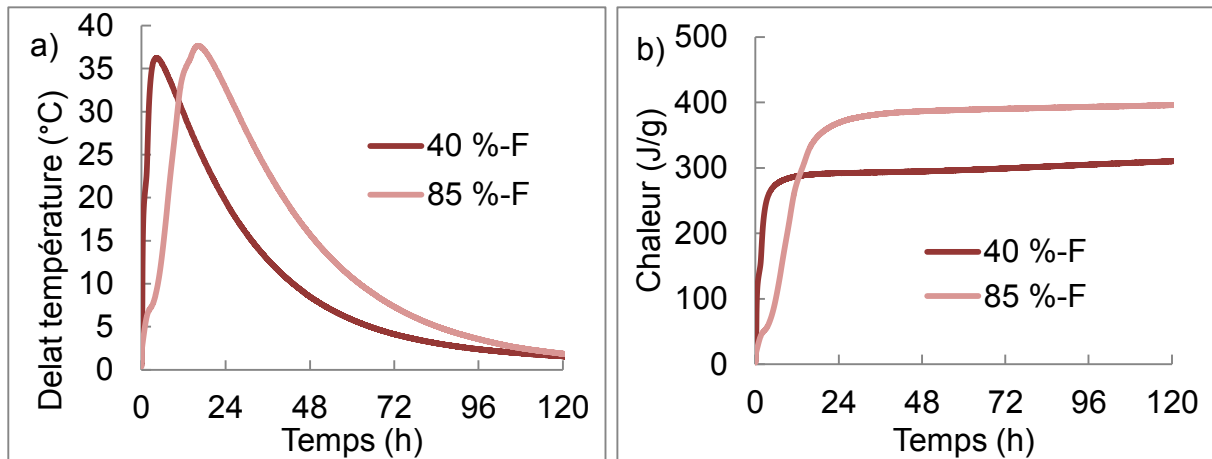 a)
Delat température (°C)
40
35
30
25
20
15
10
5
0
40 %-F
85 %-F
0 24 48 72 96 120
Temps (h)
b)
Chaleur (J/g)
500
400
300
200
100
0
40 %-F
85 %-F
0 24 48 72 96 120
Temps (h)